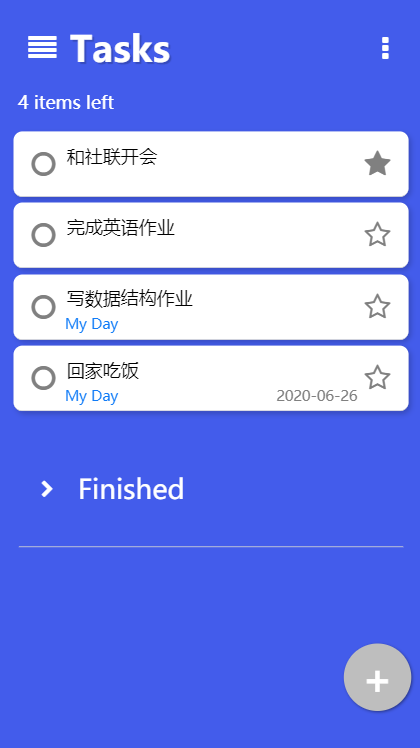 Tasks
4 items left
和社联开会
完成英语作业
写数据结构作业
My Day
回家吃饭
My Day 2020-06-26
Finished